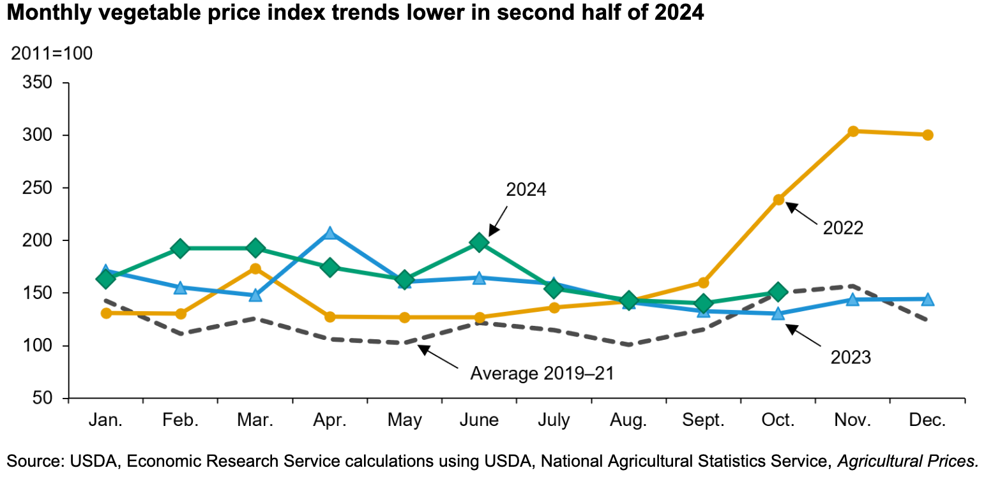 Monthly vegetable price index trends lower in second half of 2024
2011=100
350
300
250
200
150
100
50
2024
2022
2023
Average 2019–21
Jan. Feb. Mar. Apr. May June July Aug. Sept. Oct. Nov. Dec.
Source: USDA, Economic Research Service calculations using USDA, National Agricultural Statistics Service, Agricultural Prices.